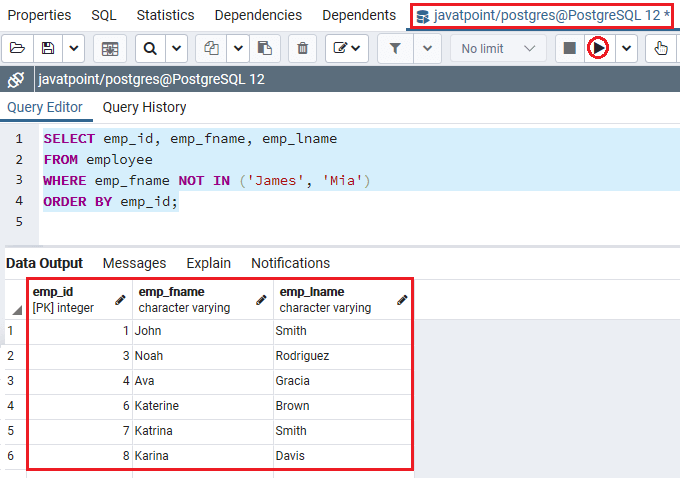 Properties SQL Statistics Dependencies Dependents javatpoint/postgres@PostgreSQL 12 *
No limit
javatpoint/postgres@PostgreSQL 12
Query Editor Query History
1 SELECT emp_id, emp_fname, emp_lname
2 FROM employee
3 WHERE emp_fname NOT IN ('James', 'Mia')
4 ORDER BY emp_id;
5
Data Output Messages Explain Notifications
emp_id emp_fname emp_lname
[PK] integer character varying character varying
1 1 John Smith
2 3 Noah Rodriguez
3 4 Ava Gracia
4 6 Katerine Brown
5 7 Katrina Smith
6 8 Karina Davis